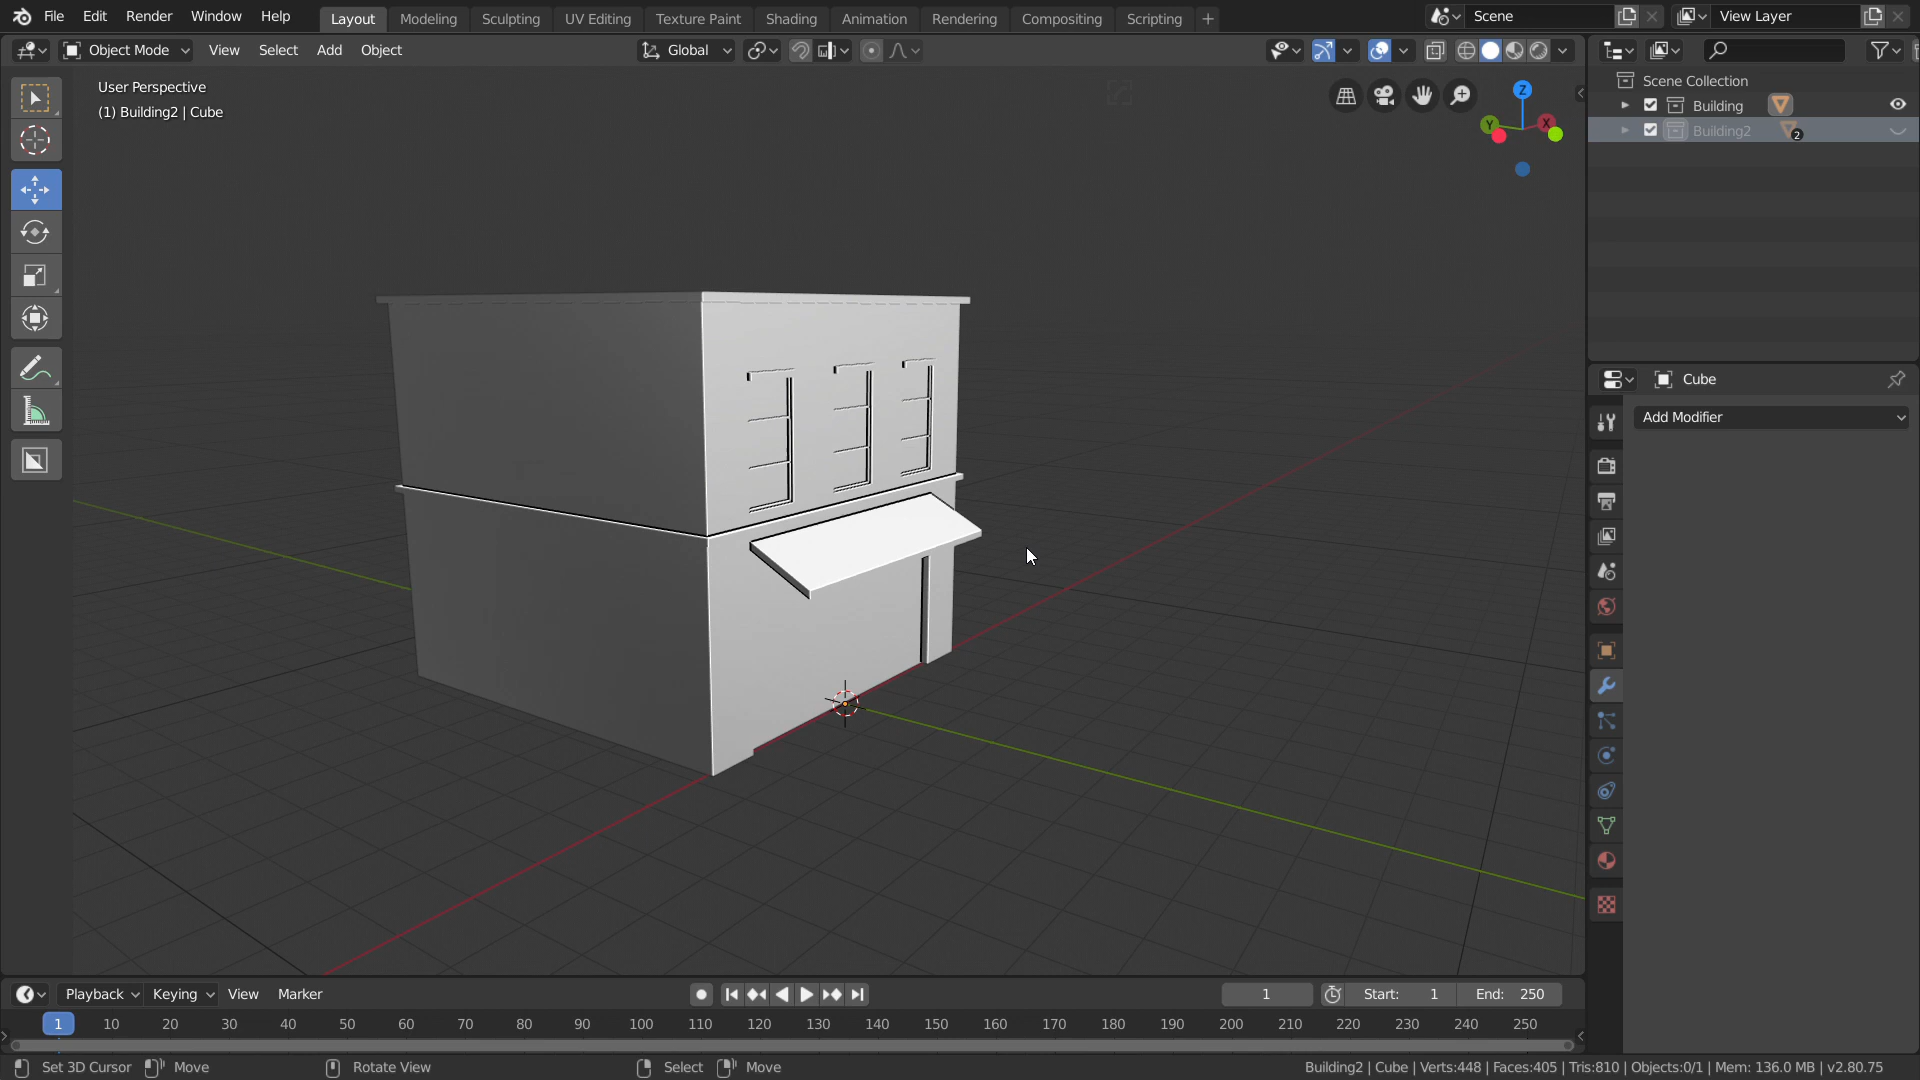 File Edit Render Window Help Layout Modeling Sculpting UV Editing Texture Paint Shading Animation Rendering Compositing Scripting + Scene View Layer
Object Mode View Select Add Object Global
User Perspective
(1) Building2 | Cube
Z
Y
X
Scene Collection
Building
Building2 2
Cube
Add Modifier
Playback Keying View Marker 1 Start: 1 End: 250
1 10 20 30 40 50 60 70 80 90 100 110 120 130 140 150 160 170 180 190 200 210 220 230 240 250
Set 3D Cursor Move Rotate View Select Move Building2 | Cube | Verts:448 | Faces:405 | Tris:810 | Objects:0/1 | Mem: 136.0 MB | v2.80.75